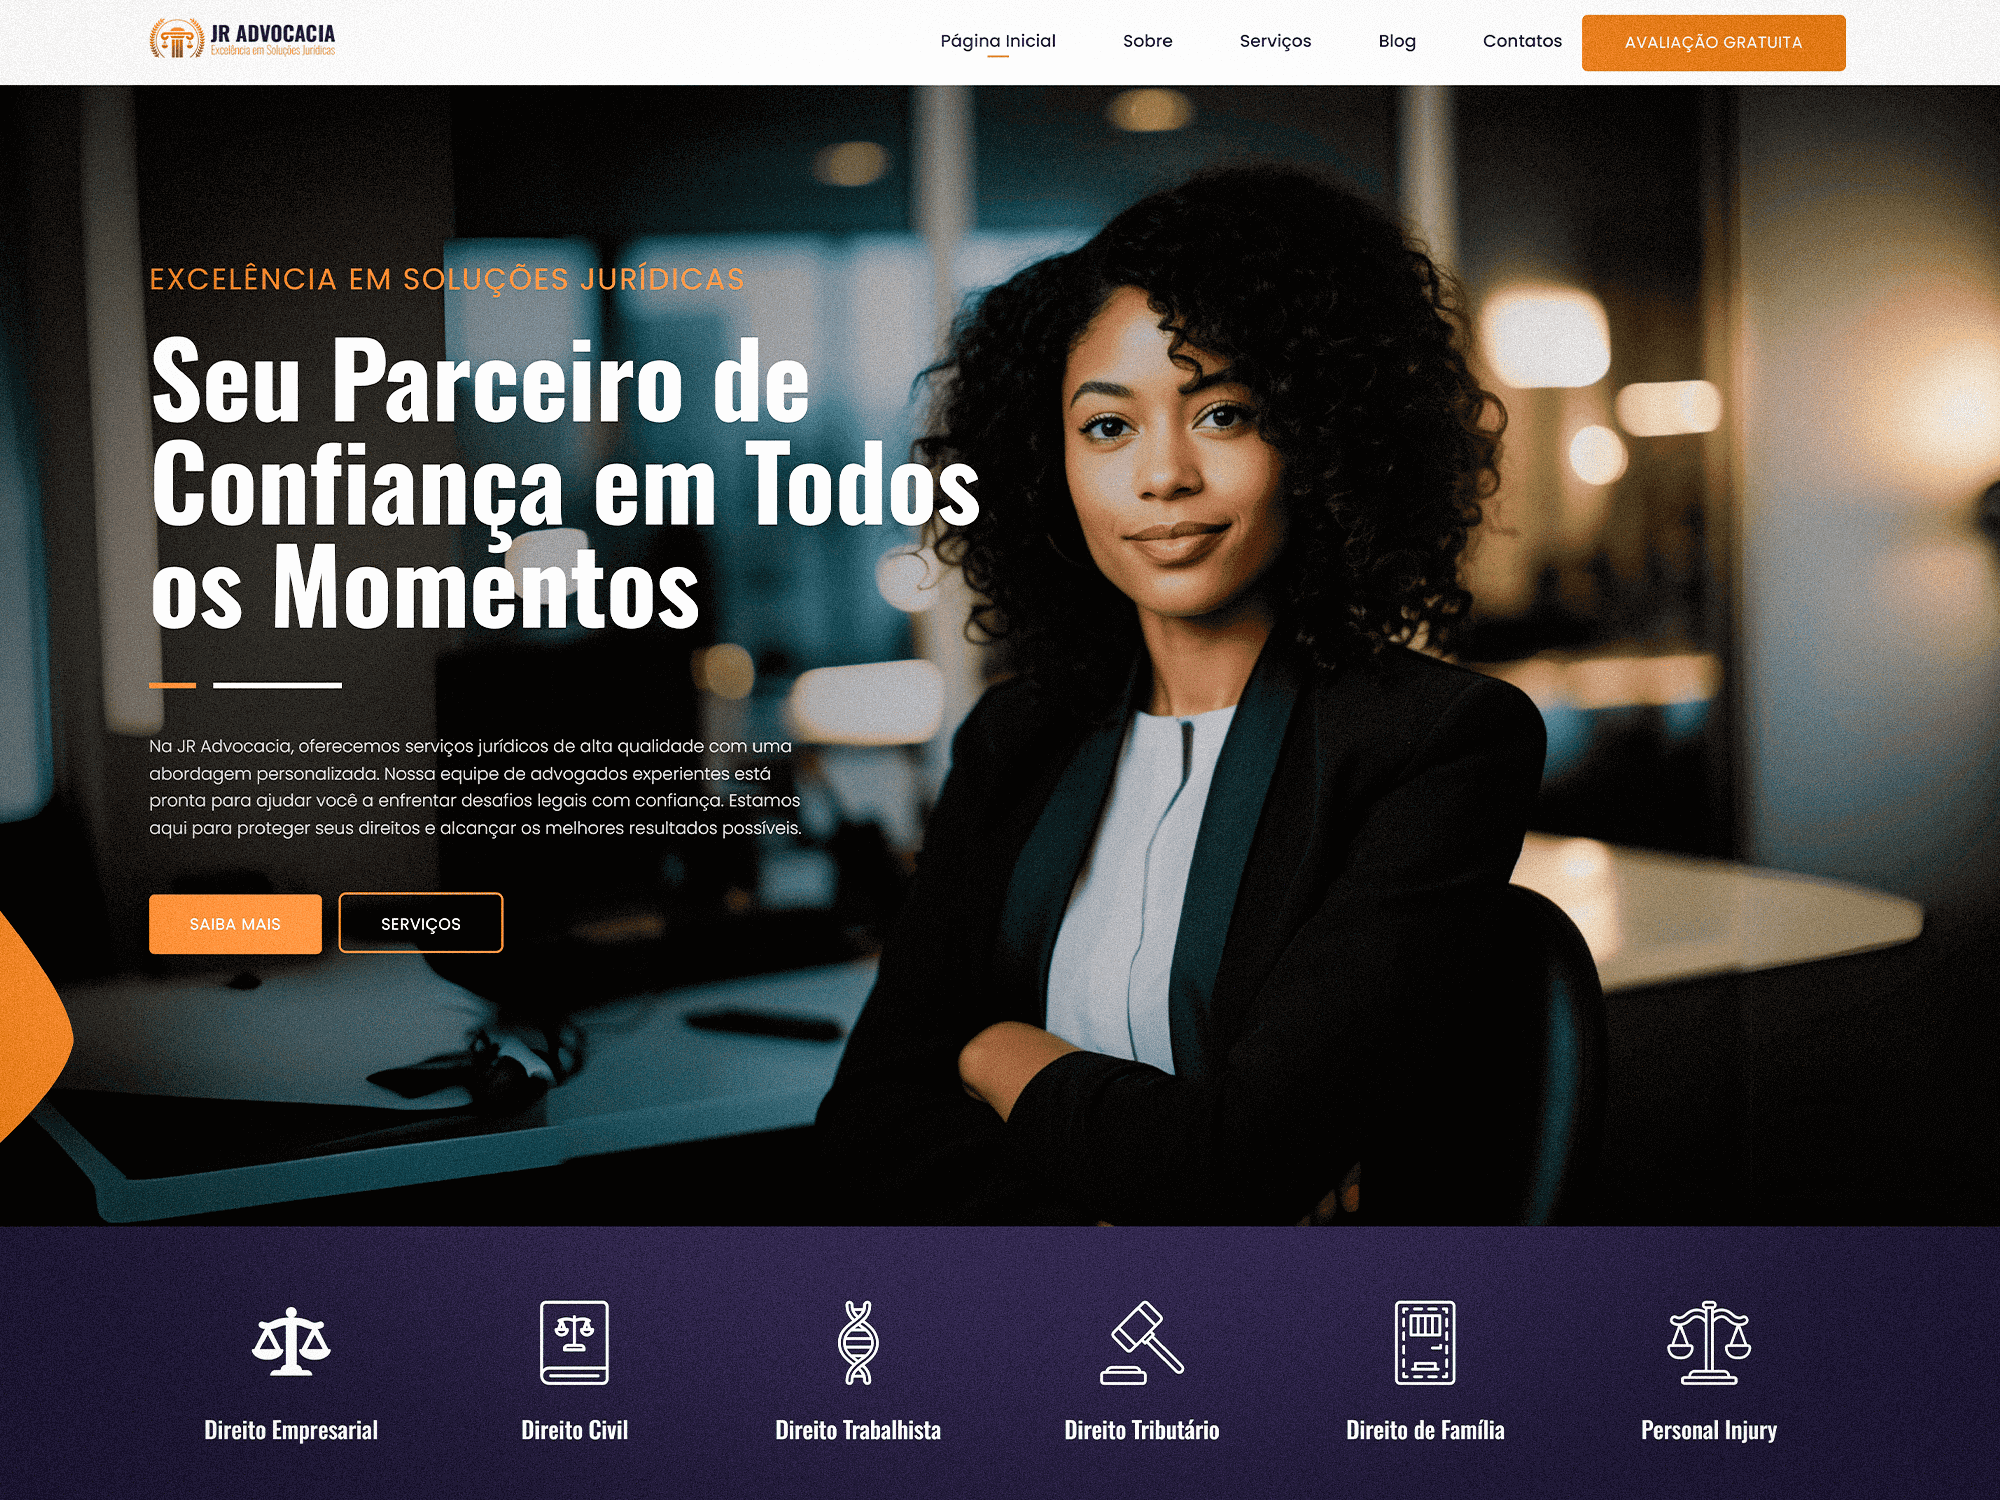 JR ADVOCACIA
Excelência em Soluções Jurídicas
Página Inicial
Sobre
Serviços
Blog
Contatos
AVALIAÇÃO GRATUITA
EXCELÊNCIA EM SOLUÇÕES JURÍDICAS
Seu Parceiro de
Confiança em Todos
os Momentos
Na JR Advocacia, oferecemos serviços jurídicos de alta qualidade com uma
abordagem personalizada. Nossa equipe de advogados experientes está
pronta para ajudar você a enfrentar desafios legais com confiança. Estamos
aqui para proteger seus direitos e alcançar os melhores resultados possíveis.
SAIBA MAIS
SERVIÇOS
Direito Empresarial
Direito Civil
Direito Trabalhista
Direito Tributário
Direito de Família
Personal Injury